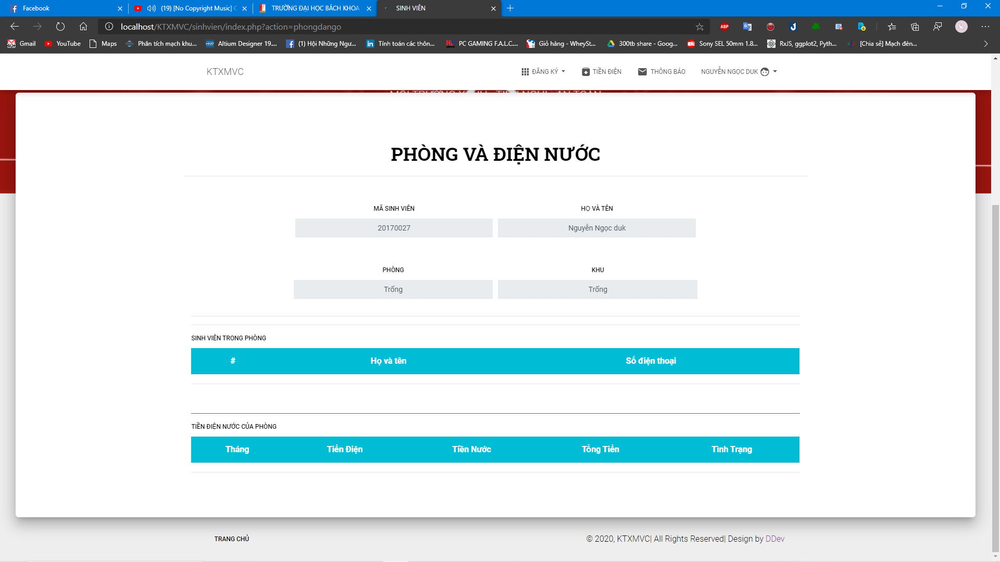 Facebook
(19) [No Copyright Music] C
TRƯỜNG ĐẠI HỌC BÁCH KHOA
SINH VIÊN
localhost/KTXMVC/sinhvien/index.php?action=phongdango
ABP
Gmail
YouTube
Maps
Phân tích mạch khu...
HNP
Altium Designer 19....
(1) Hội Những Ngư...
Tính toán các thôn...
PC GAMING F.A.L.C....
Giỏ hàng - WheySt...
300tb share - Goog...
Sony SEL 50mm 1.8...
RxJS, ggplot2, Pyth...
[Chia sẻ] Mạch đèn...
KTXMVC
ĐĂNG KÝ
TIỀN ĐIỆN
THÔNG BÁO
NGUYỄN NGỌC DUK
PHÒNG VÀ ĐIỆN NƯỚC
MÃ SINH VIÊN
HỌ VÀ TÊN
20170027
Nguyễn Ngọc duk
PHÒNG
KHU
Trống
Trống
SINH VIÊN TRONG PHÒNG
# Họ và tên Số điện thoại
TIỀN ĐIỆN NƯỚC CỦA PHÒNG
Tháng Tiền Điện Tiền Nước Tổng Tiền Tình Trạng
TRANG CHỦ
© 2020, KTXMVC| All Rights Reserved| Design by DDev